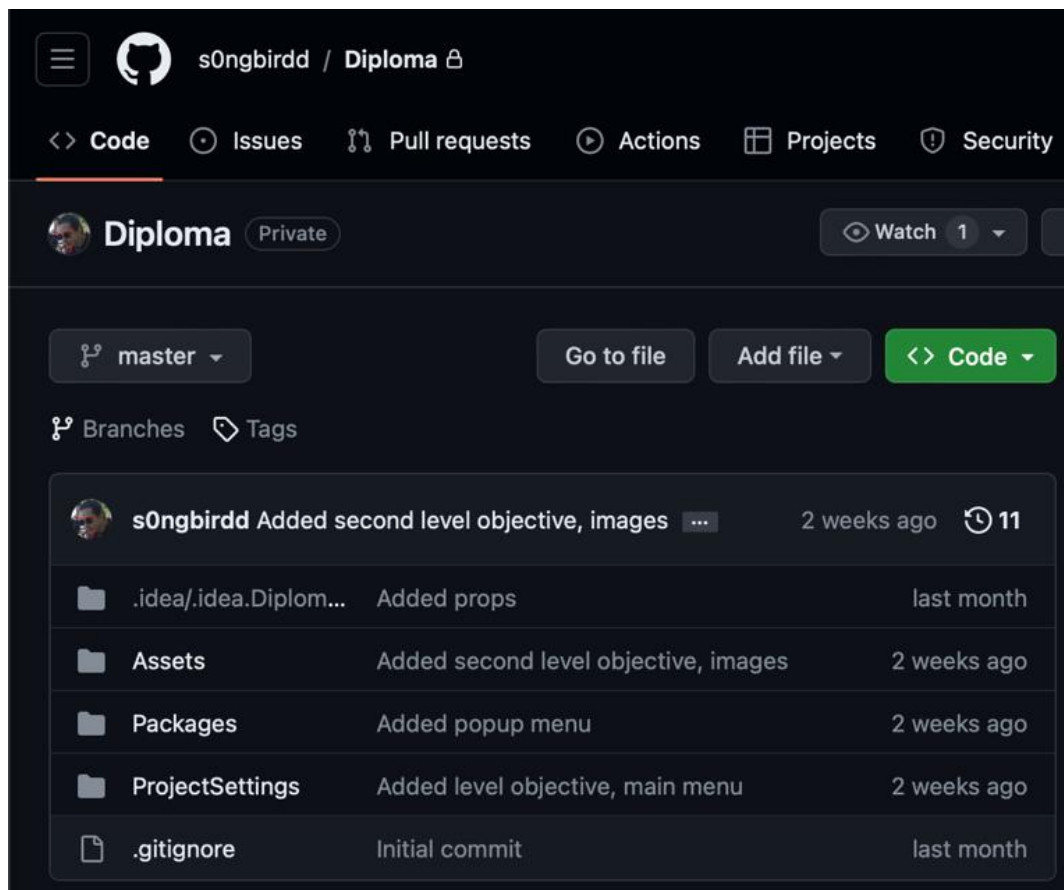 s0ngbirdd / Diploma
Code Issues Pull requests Actions Projects Security
Diploma Private Watch 1
master Go to file Add file Code
Branches Tags
s0ngbirdd Added second level objective, images ... 2 weeks ago 11
.idea/.idea.Diplom... Added props last month
Assets Added second level objective, images 2 weeks ago
Packages Added popup menu 2 weeks ago
ProjectSettings Added level objective, main menu 2 weeks ago
.gitignore Initial commit last month